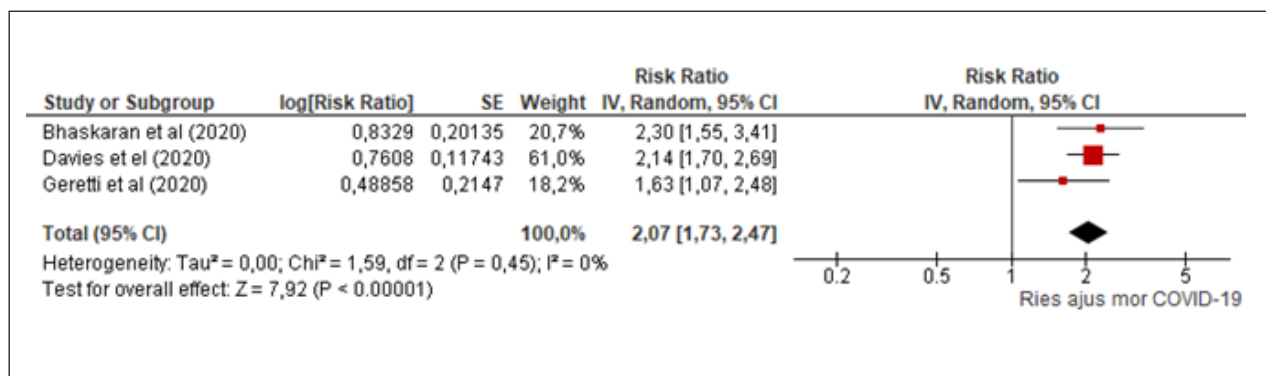 Risk Ratio Risk Ratio
Study or Subgroup log[Risk Ratio] SE Weight IV, Random, 95% CI IV, Random, 95% CI
Bhaskaran et al (2020) 0,8329 0,20135 20,7% 2,30 [1,55, 3,41]
Davies et el (2020) 0,7608 0,11743 61,0% 2,14 [1,70, 2,69]
Geretti et al (2020) 0,48858 0,2147 18,2% 1,63 [1,07, 2,48]
Total (95% CI) 100,0% 2,07 [1,73, 2,47]
Heterogeneity: Tau² = 0,00; Chi² = 1,59, df = 2 (P = 0,45); I² = 0%
Test for overall effect: Z = 7,92 (P < 0.00001)
0.2 0.5 1 2 5
Ries ajus mor COVID-19